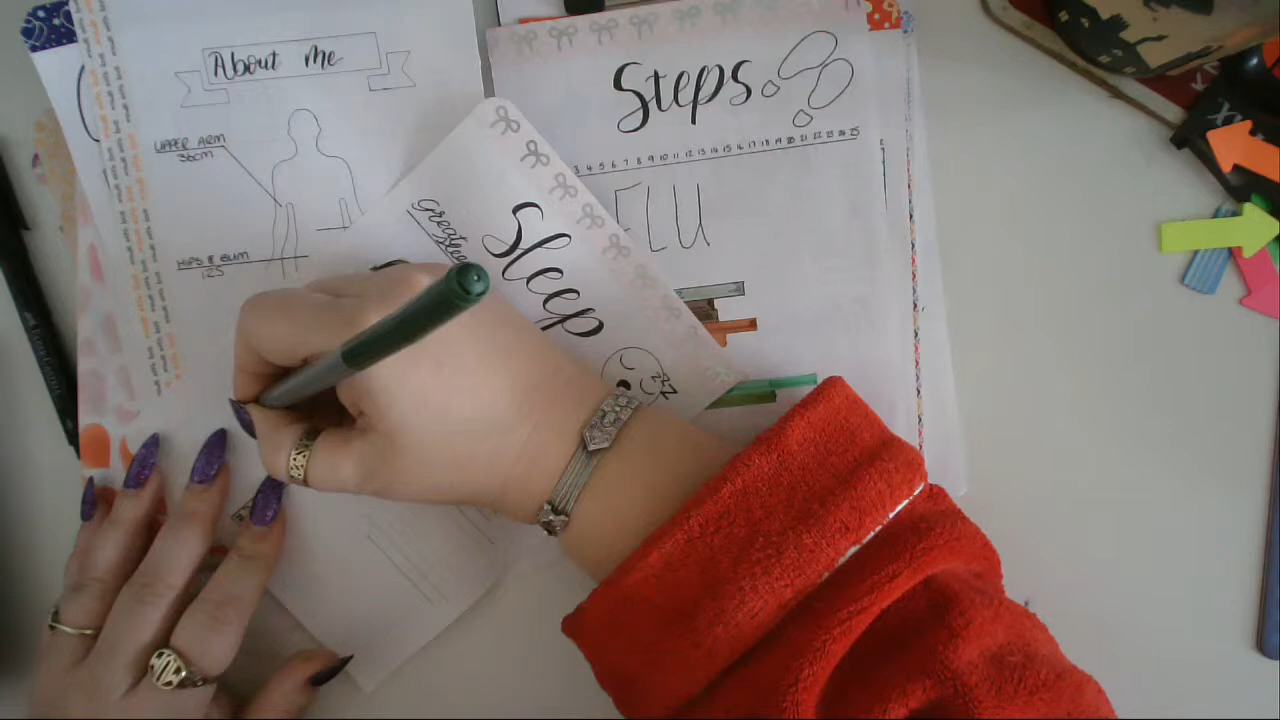 About Me
UPPER ARM
36cm
HIPS & BUM
125
Steps
3 4 5 6 7 8 9 10 11 12 13 14 15 16 17 18 19 20 21 22 23 24 25
FLU
Sleep
zzz